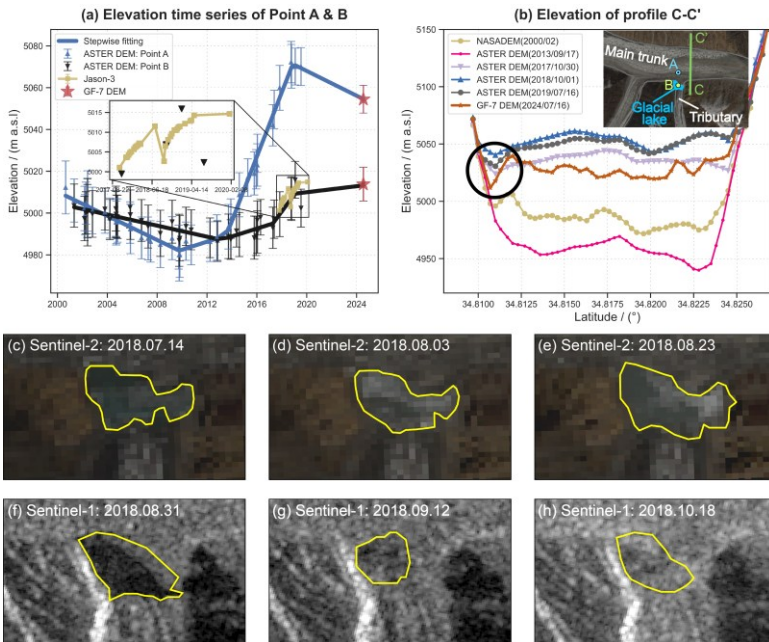 (a) Elevation time series of Point A & B
Elevation / (m a.s.l)
5080
5060
5040
5020
5000
4980
Stepwise fitting
ASTER DEM: Point A
ASTER DEM: Point B
Jason-3
GF-7 DEM
5015
5010
5005
5000
2018-08-18
2019-04-14
2000
2004
2008
2012
2016
2020
2024
(b) Elevation of profile C-C'
Elevation / (m a.s.l)
5150
5100
5050
5000
4950
NASADEM(2000/02)
ASTER DEM(2013/09/17)
ASTER DEM(2017/10/30)
ASTER DEM(2018/10/01)
ASTER DEM(2019/07/16)
GF-7 DEM(2024/07/16)
C'
Main trunk
A
B
C
Glacial
lake
Tributary
34.8100
34.8125
34.8150
34.8175
34.8200
34.8225
34.8250
Latitude / (°)
(c) Sentinel-2: 2018.07.14
(d) Sentinel-2: 2018.08.03
(e) Sentinel-2: 2018.08.23
(f) Sentinel-1: 2018.08.31
(g) Sentinel-1: 2018.09.12
(h) Sentinel-1: 2018.10.18